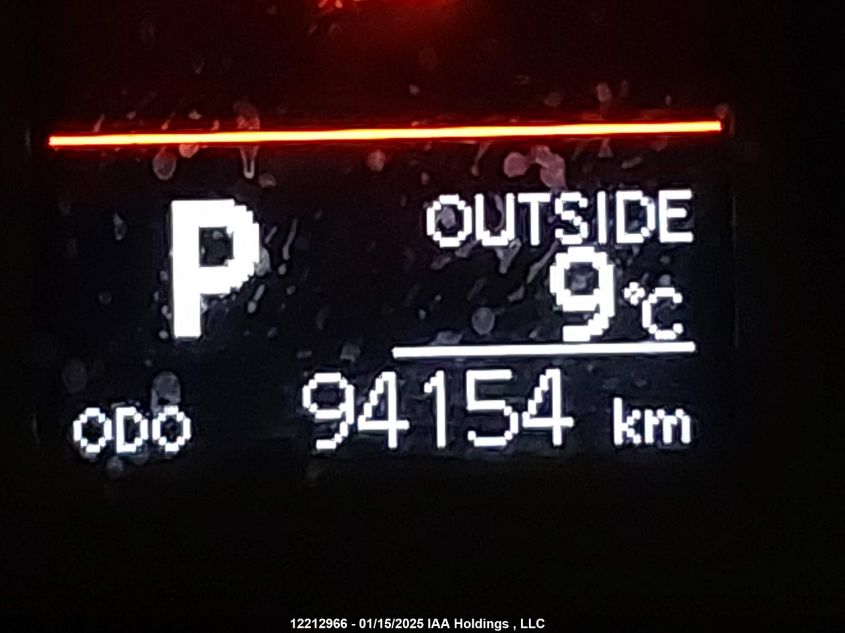 P
OUTSIDE
9°C
ODO 94154 km
12212966 - 01/15/2025 IAA Holdings , LLC